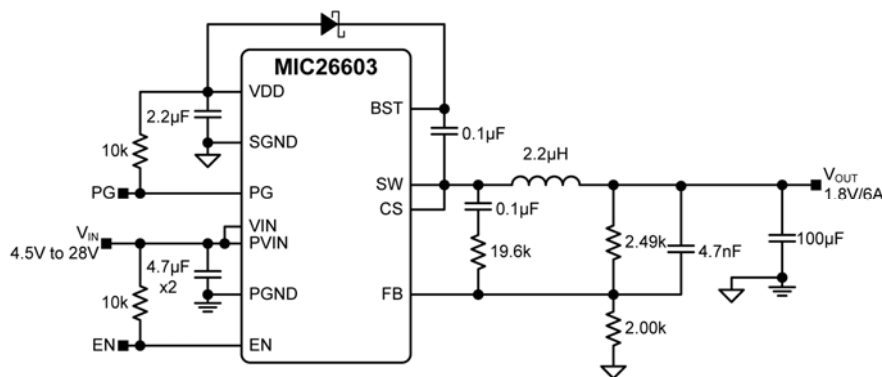 MIC26603
VDD
2.2µF
SGND
10k
PG
PG
BST
0.1µF
2.2µH
SW
CS
VOUT
1.8V/6A
0.1µF
19.6k
2.49k
4.7nF
100µF
VIN
4.5V to 28V
VIN
PVIN
4.7µF
x2
PGND
10k
EN
EN
FB
2.00k